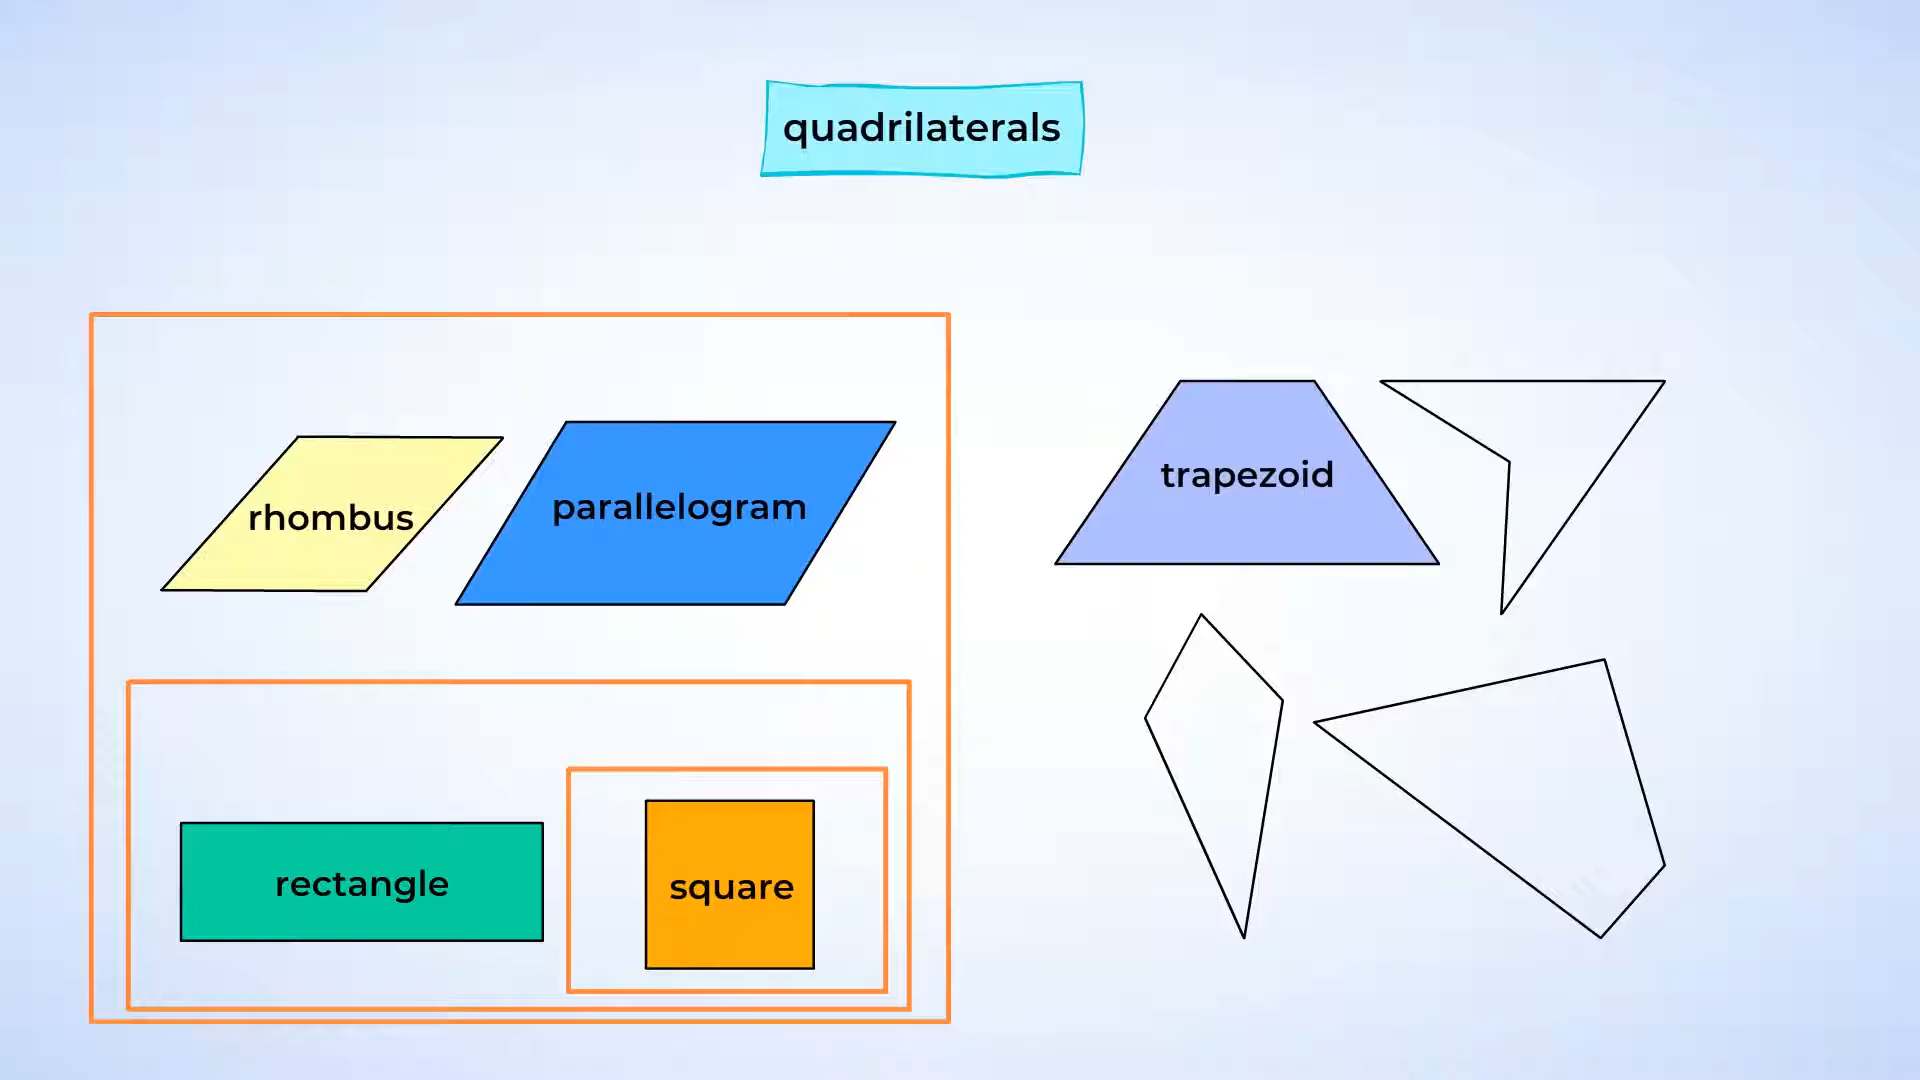 quadrilaterals
rhombus
parallelogram
trapezoid
rectangle
square